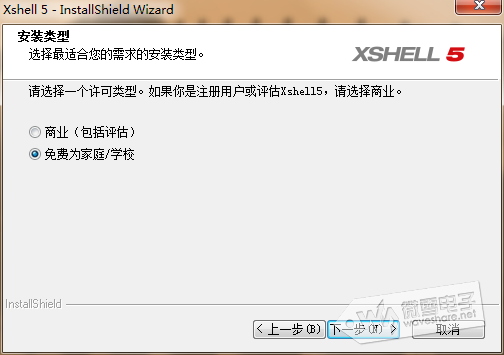 Xshell 5 - InstallShield Wizard
安装类型
选择最适合您的需求的安装类型。
XSHELL 5
请选择一个许可类型。如果你是注册用户或评估Xshell5，请选择商业。
商业（包括评估）
免费为家庭/学校
InstallShield
< 上一步(B)
下一步(N) >
取消
微雪电子
waveshare.net